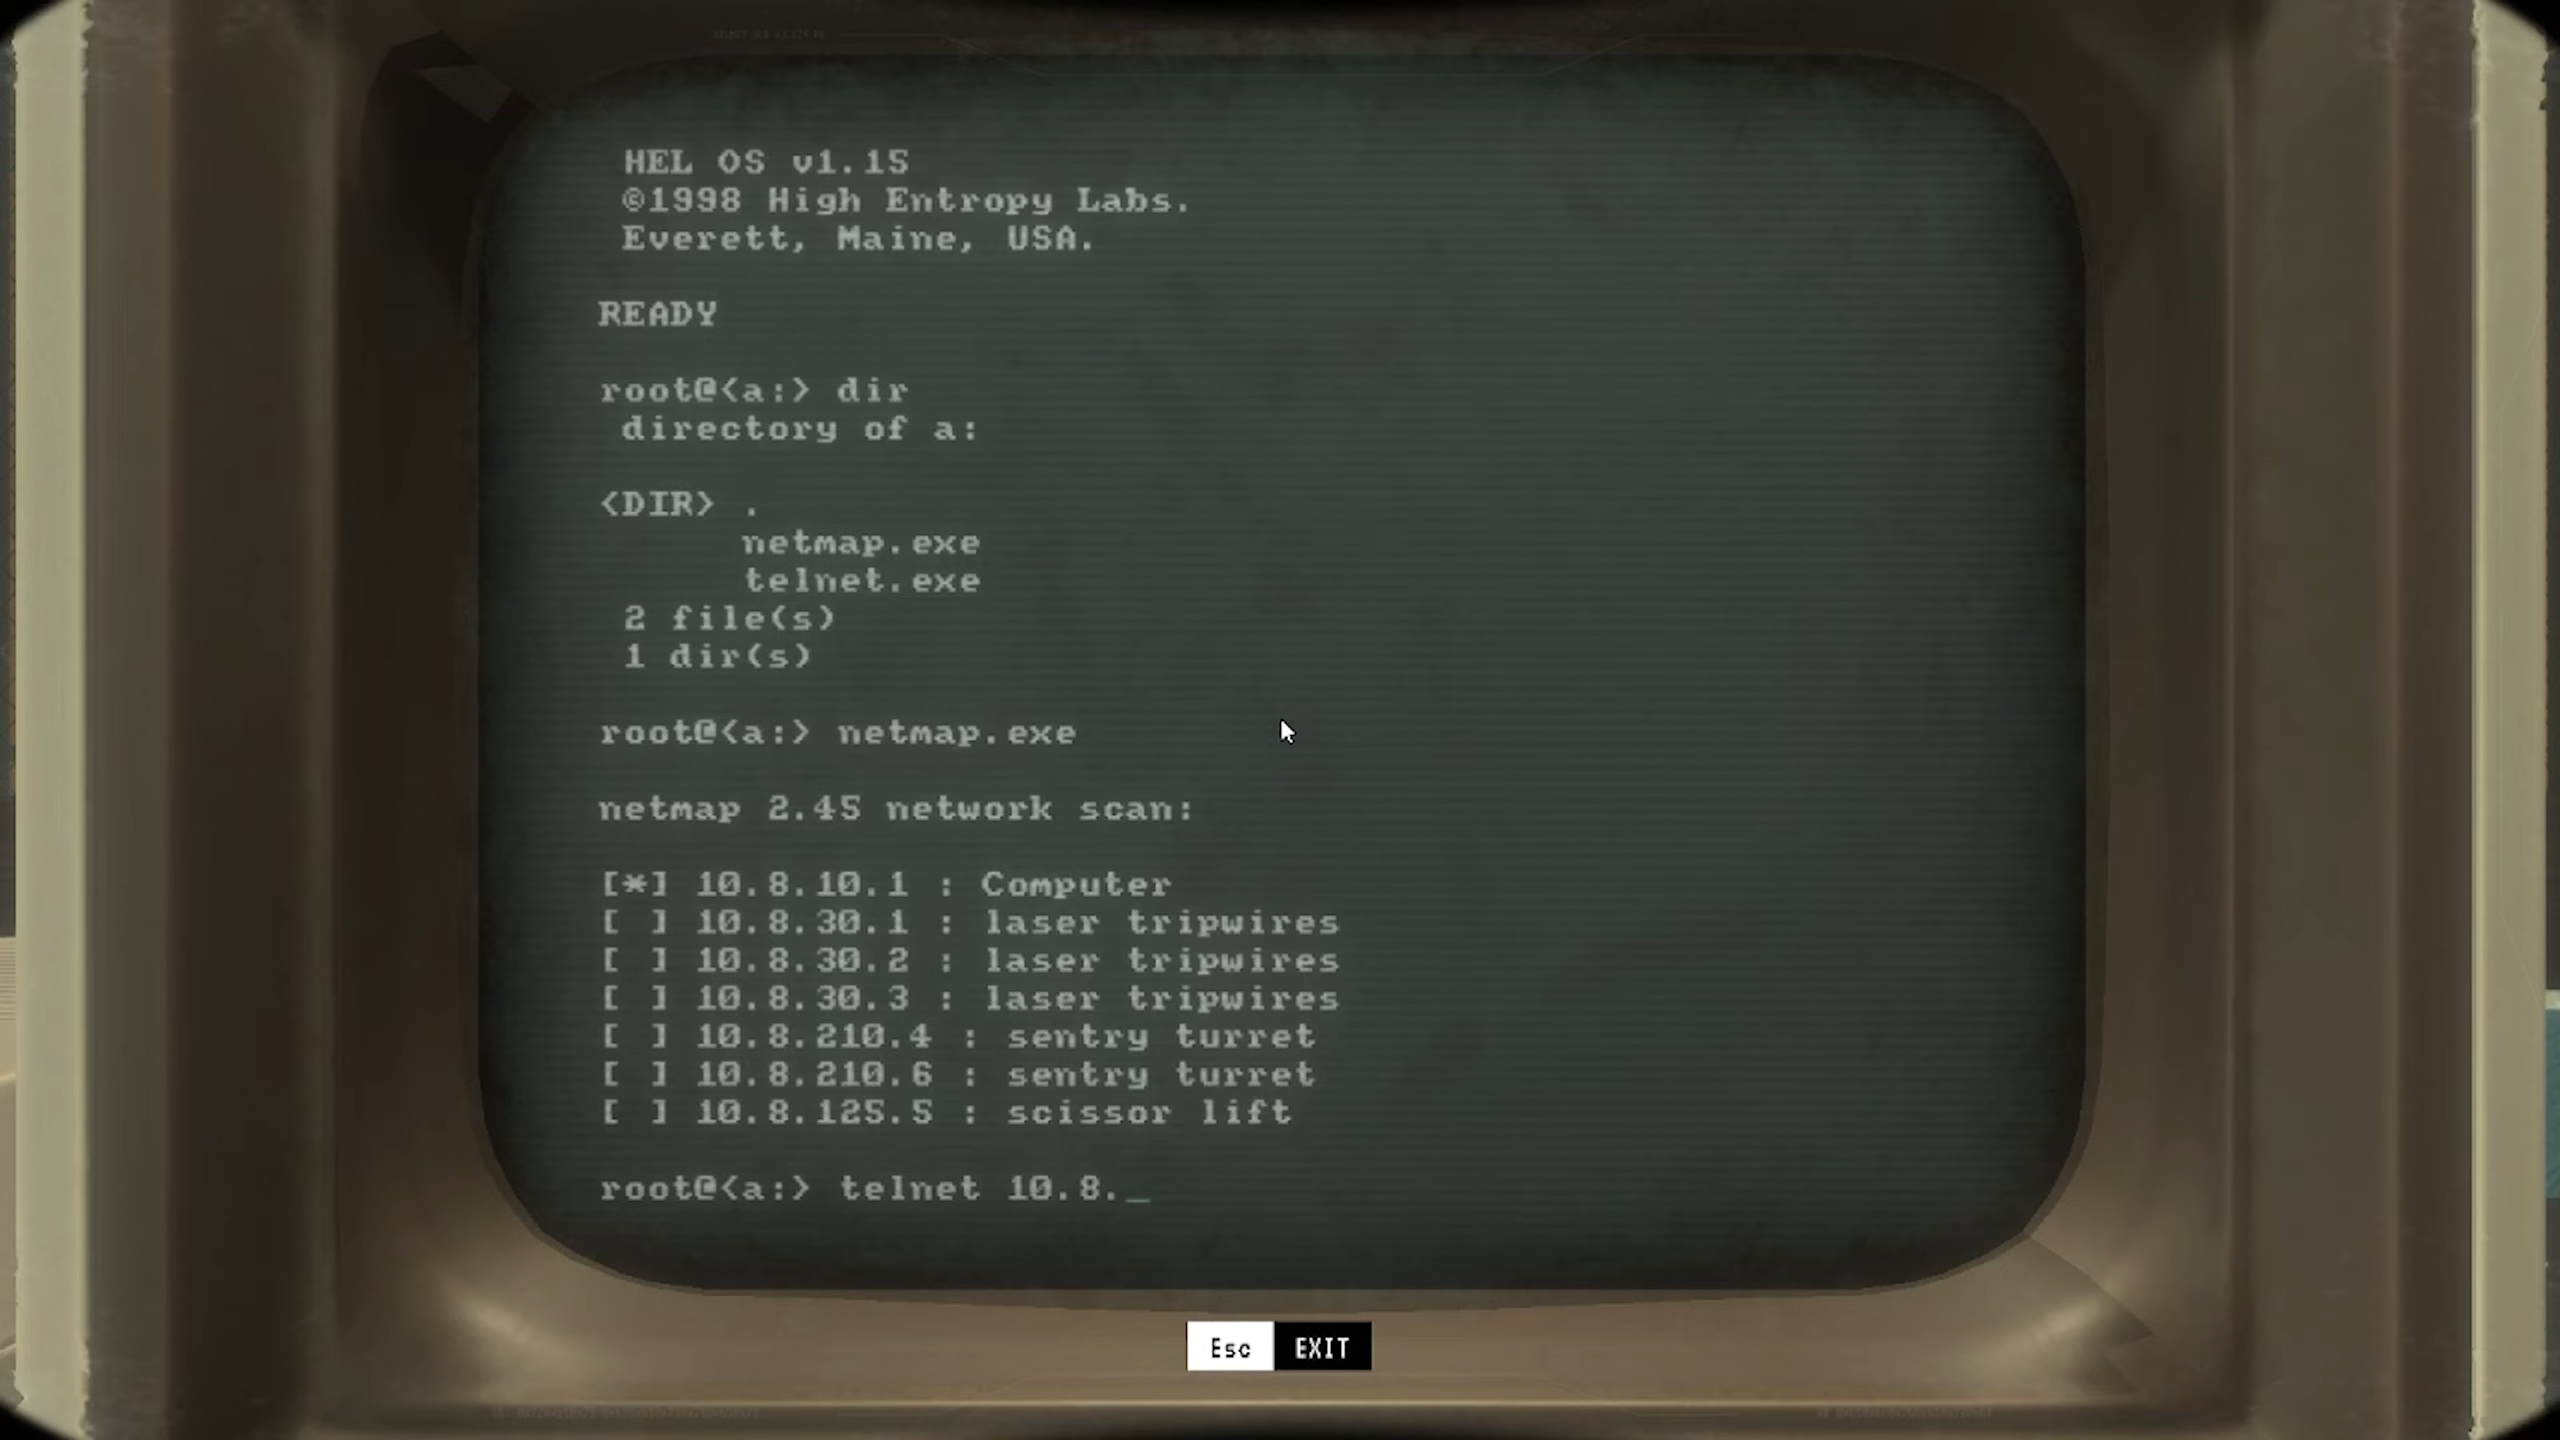 HEL OS v1.15
©1998 High Entropy Labs.
Everett, Maine, USA.
READY
root@<a:> dir
directory of a:
<DIR> .
netmap.exe
telnet.exe
2 file(s)
1 dir(s)
root@<a:> netmap.exe
netmap 2.45 network scan:
[*] 10.8.10.1 : Computer
[ ] 10.8.30.1 : laser tripwires
[ ] 10.8.30.2 : laser tripwires
[ ] 10.8.30.3 : laser tripwires
[ ] 10.8.210.4 : sentry turret
[ ] 10.8.210.6 : sentry turret
[ ] 10.8.125.5 : scissor lift
root@<a:> telnet 10.8._
Esc EXIT